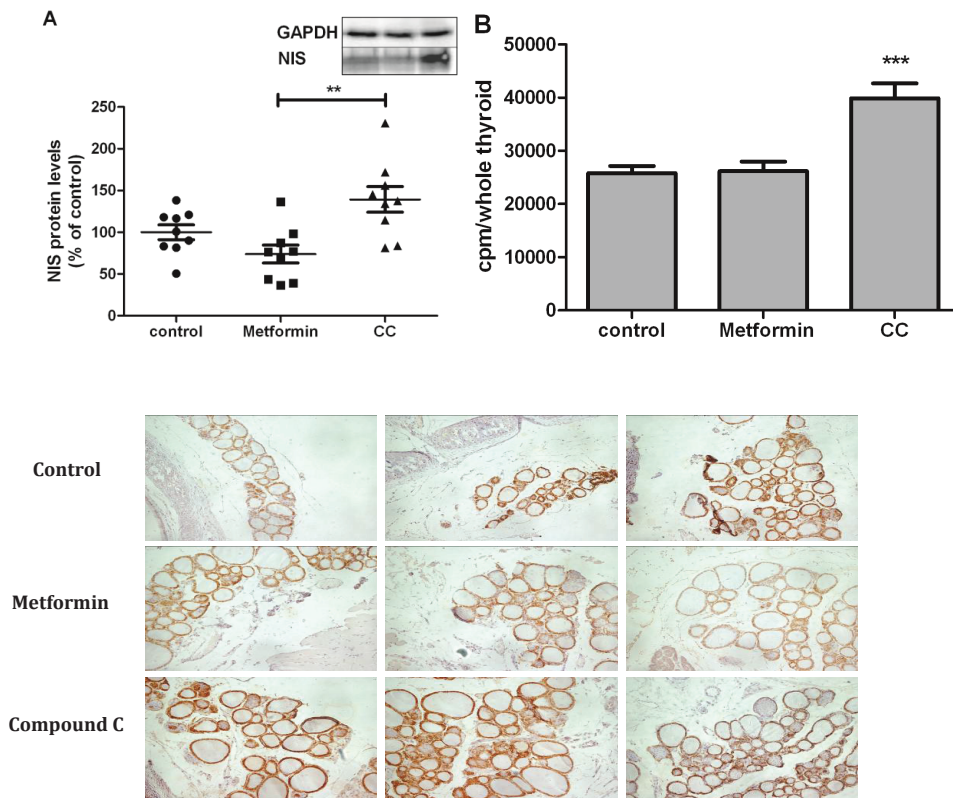 A
GAPDH
NIS
**
NIS protein levels
(% of control)
250
200
150
100
50
0
control
Metformin
CC
B
cpm/whole thyroid
50000
40000
30000
20000
10000
0
***
control
Metformin
CC
Control
Metformin
Compound C